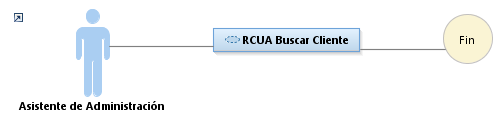 RCUA Buscar Cliente
Fin
Asistente de Administración